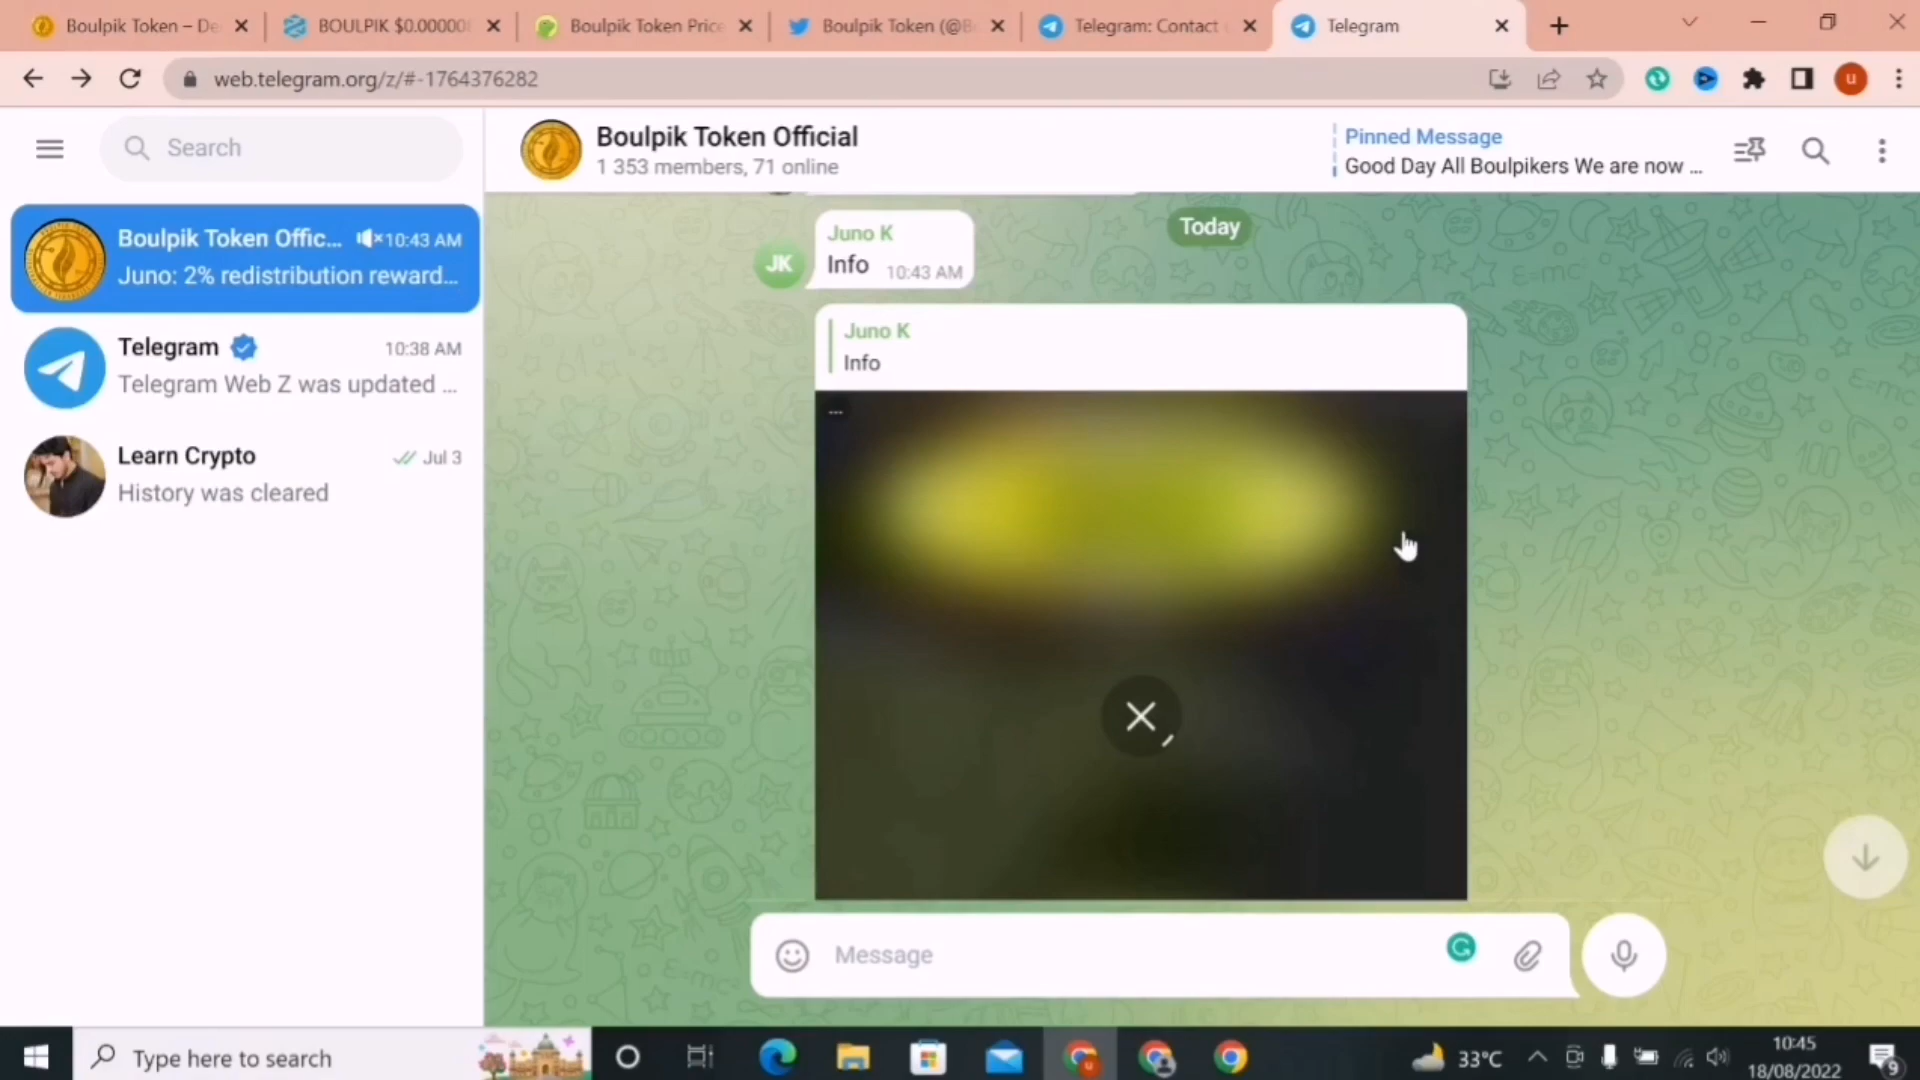 Boulpik Token – De
BOULPIK $0.00000
Boulpik Token Price
Boulpik Token (@B
Telegram: Contact
Telegram
web.telegram.org/z/#-1764376282
u
Search
Boulpik Token Official
1 353 members, 71 online
Pinned Message
Good Day All Boulpikers We are now ...
Boulpik Token Offic... 10:43 AM
Juno: 2% redistribution reward...
Telegram 10:38 AM
Telegram Web Z was updated ...
Learn Crypto Jul 3
History was cleared
Today
JK
Juno K
Info 10:43 AM
Juno K
Info
...
Message
Type here to search
33°C
10:45
18/08/2022
9